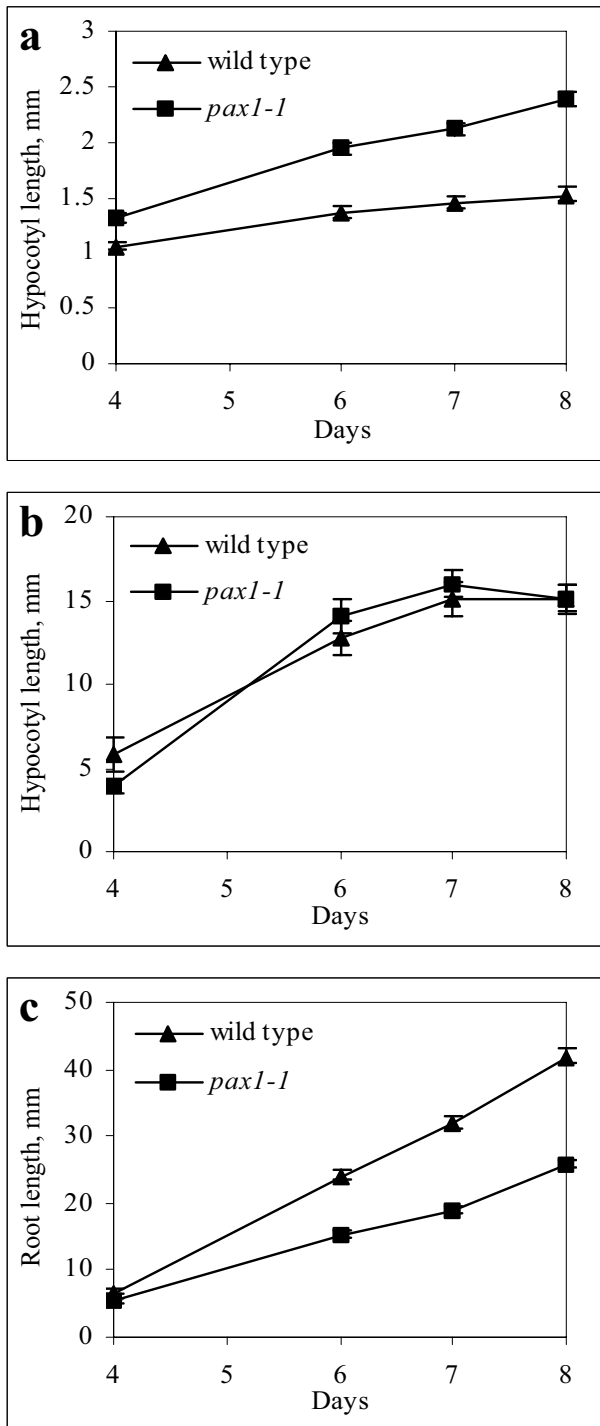 a
3
2.5
2
1.5
1
0.5
0
Hypocotyl length, mm
wild type
pax1-1
4 5 6 7 8
Days
b
20
15
10
5
0
Hypocotyl length, mm
wild type
pax1-1
4 5 6 7 8
Days
c
50
40
30
20
10
0
Root length, mm
wild type
pax1-1
4 5 6 7 8
Days